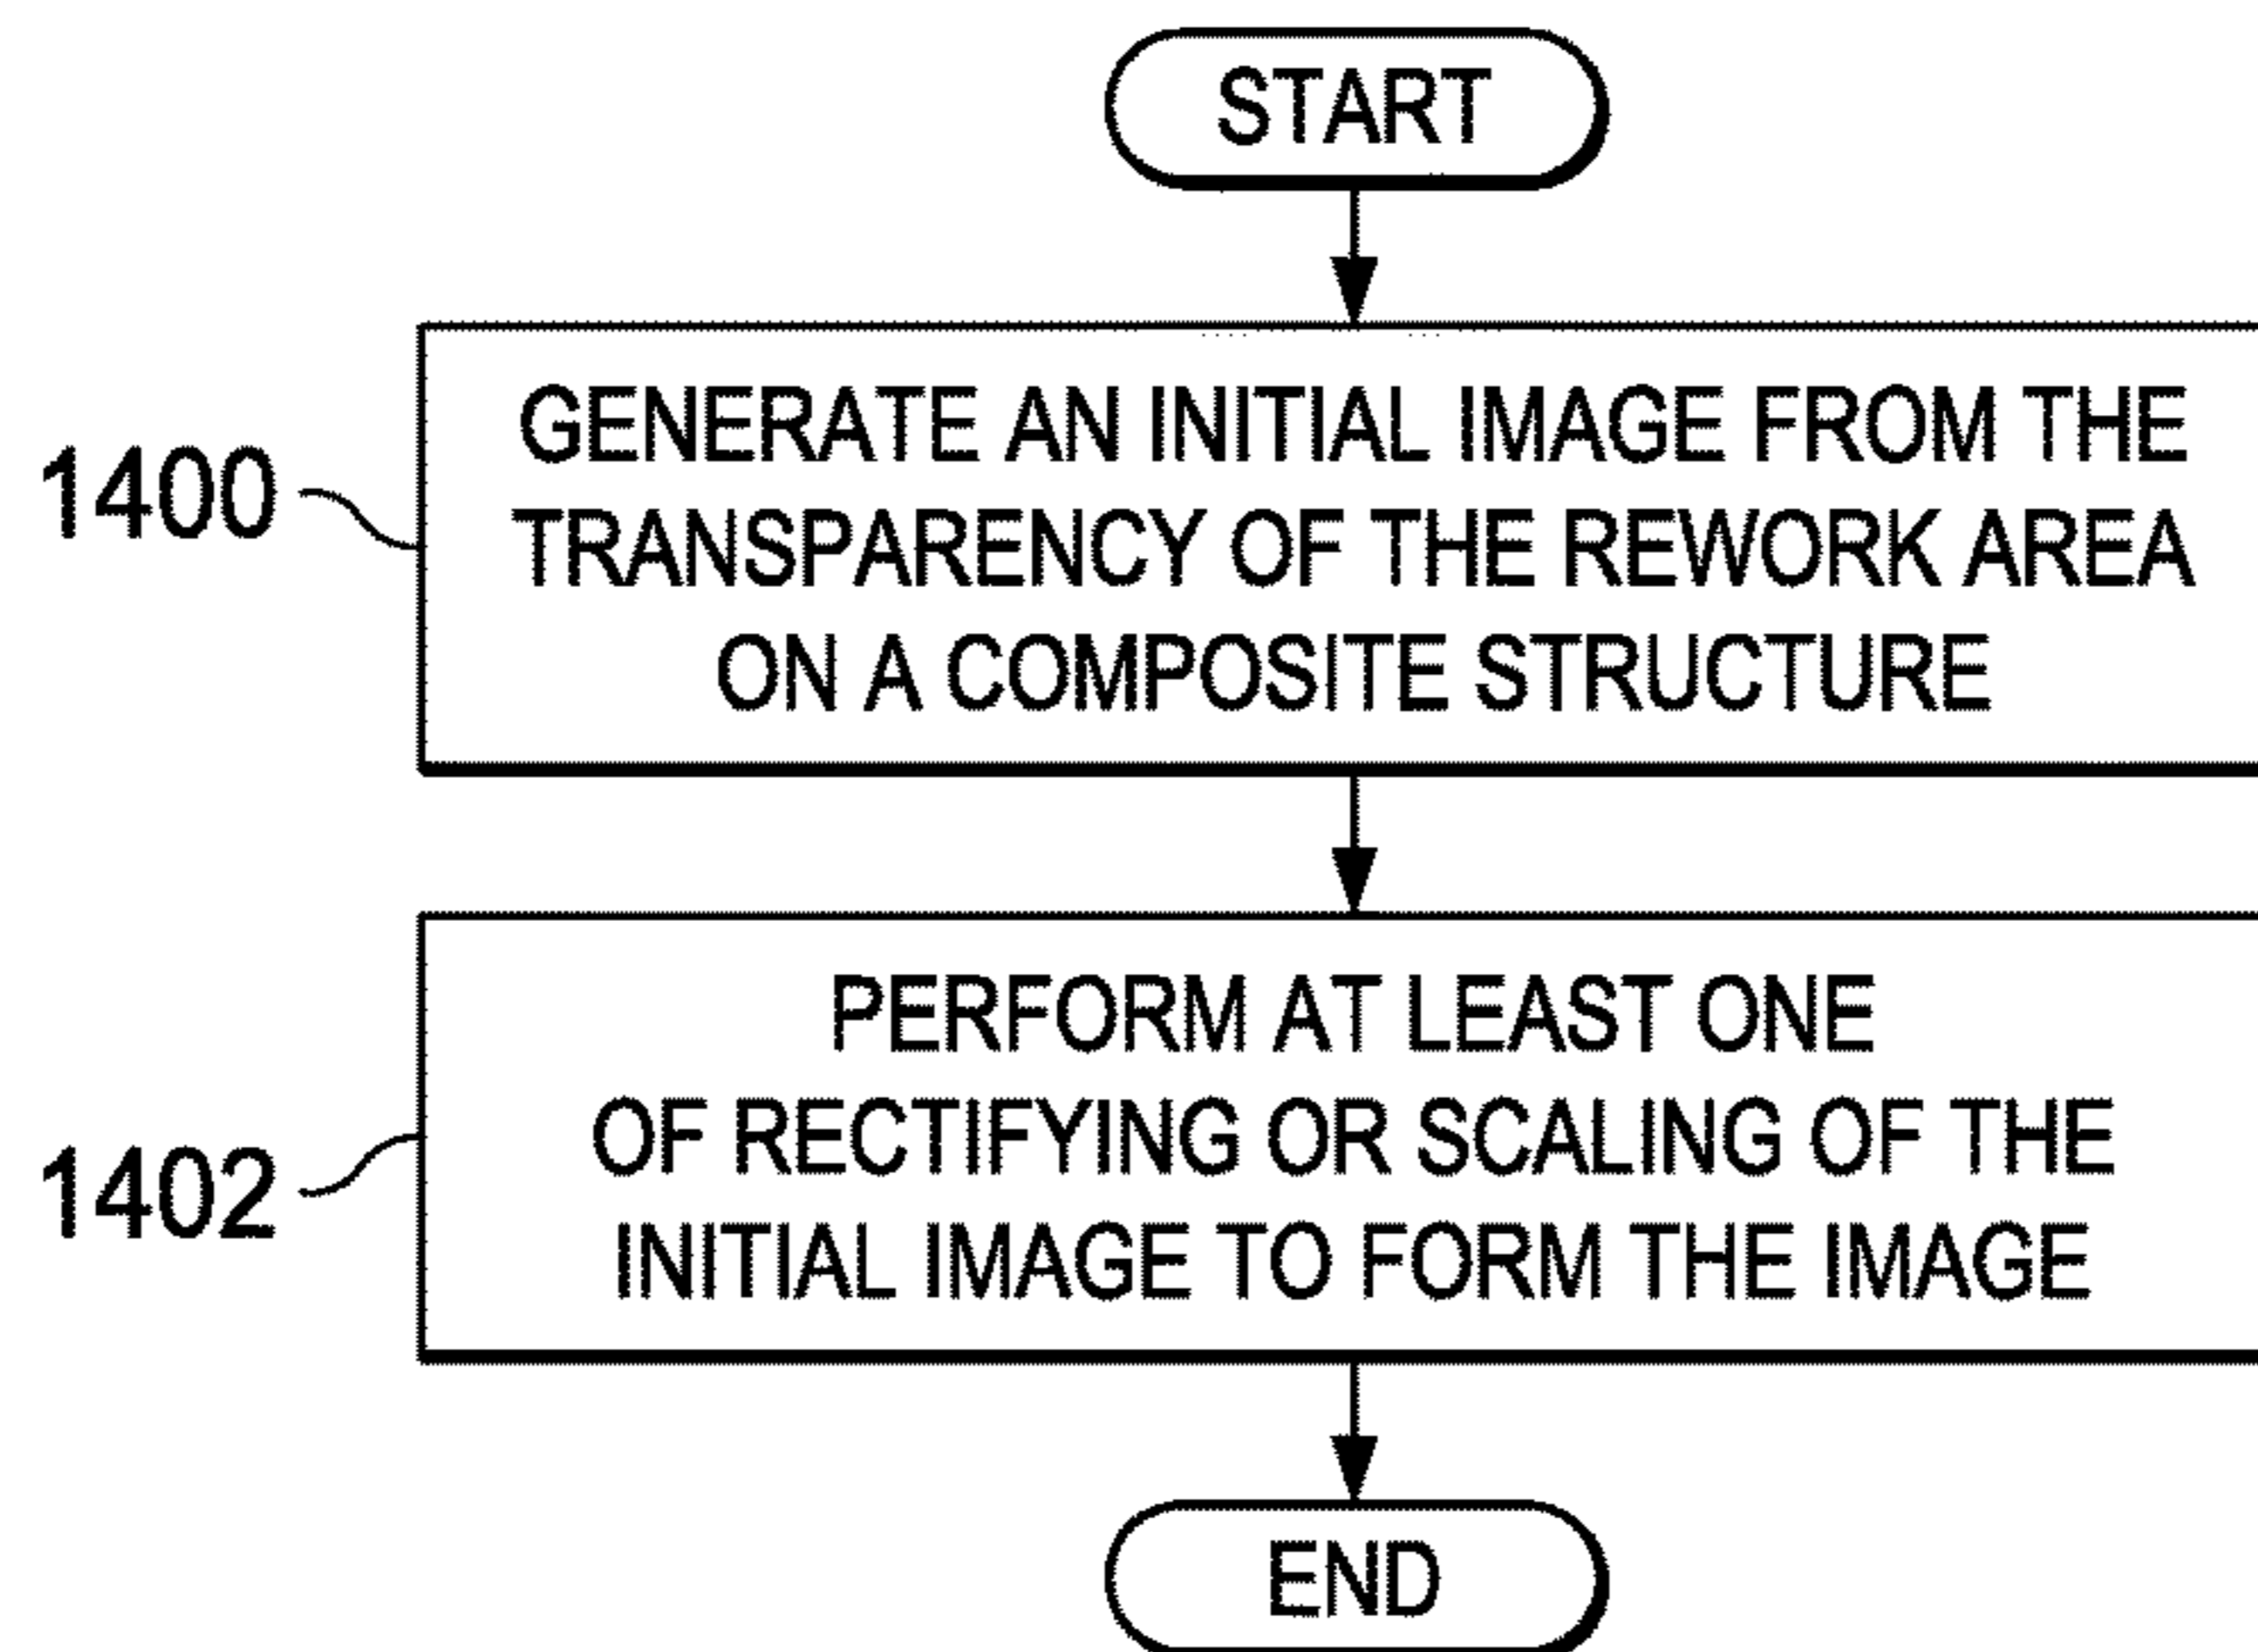 START
1400
GENERATE AN INITIAL IMAGE FROM THE
TRANSPARENCY OF THE REWORK AREA
ON A COMPOSITE STRUCTURE
1402
PERFORM AT LEAST ONE
OF RECTIFYING OR SCALING OF THE
INITIAL IMAGE TO FORM THE IMAGE
END